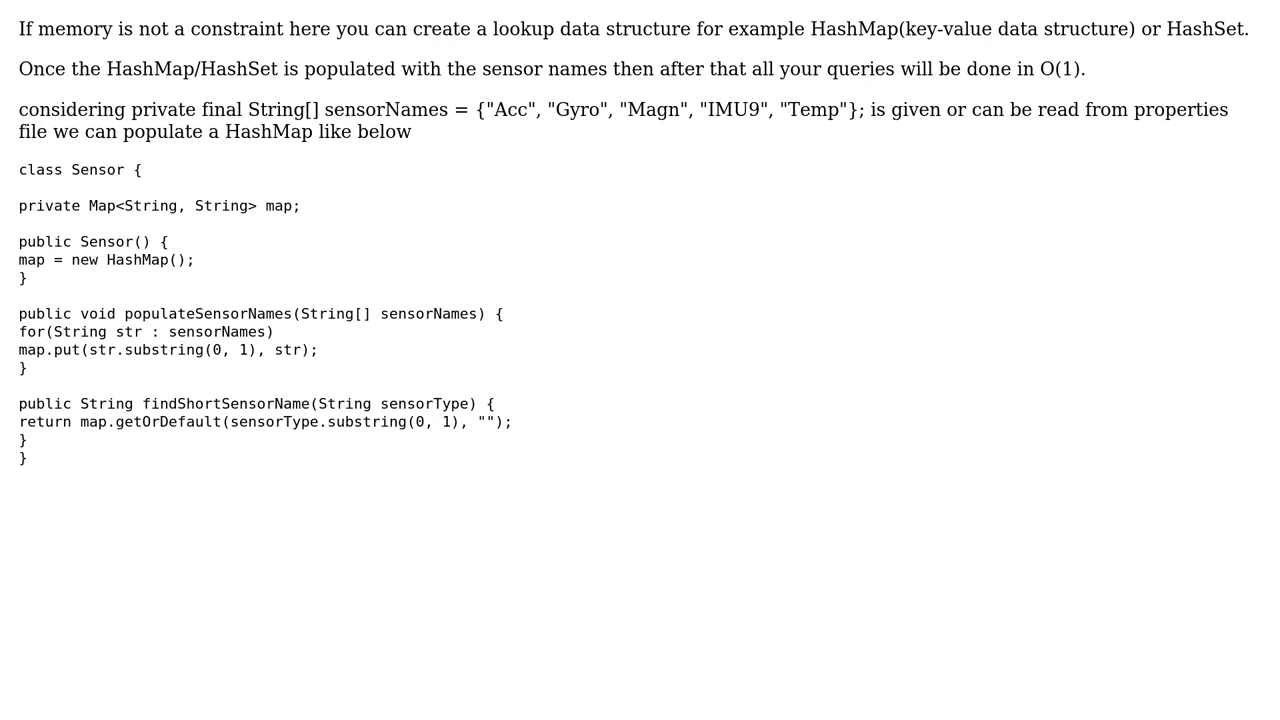 If memory is not a constraint here you can create a lookup data structure for example HashMap(key-value data structure) or HashSet.
Once the HashMap/HashSet is populated with the sensor names then after that all your queries will be done in O(1).
considering private final String[] sensorNames = {"Acc", "Gyro", "Magn", "IMU9", "Temp"}; is given or can be read from properties
file we can populate a HashMap like below
class Sensor {
private Map<String, String> map;
public Sensor() {
map = new HashMap();
}
public void populateSensorNames(String[] sensorNames) {
for(String str : sensorNames)
map.put(str.substring(0, 1), str);
}
public String findShortSensorName(String sensorType) {
return map.getOrDefault(sensorType.substring(0, 1), "");
}
}